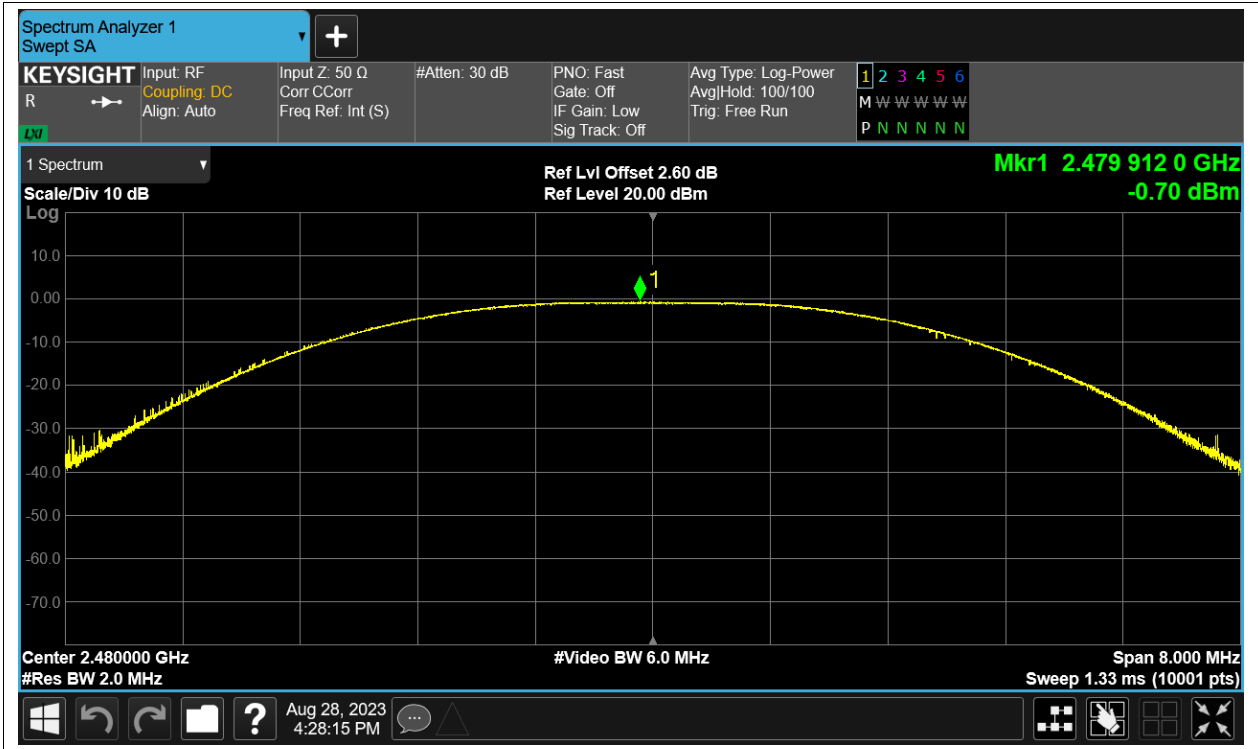 Spectrum Analyzer 1
Swept SA
KEYSIGHT
R
LXI
Input: RF
Coupling: DC
Align: Auto
Input Z: 50 Ω
Corr CCorr
Freq Ref: Int (S)
#Atten: 30 dB
PNO: Fast
Gate: Off
IF Gain: Low
Sig Track: Off
Avg Type: Log-Power
Avg|Hold: 100/100
Trig: Free Run
1 2 3 4 5 6
M W W W W W
P N N N N N
1 Spectrum
Scale/Div 10 dB
Log
Ref Lvl Offset 2.60 dB
Ref Level 20.00 dBm
Mkr1 2.479 912 0 GHz
-0.70 dBm
1
10.0
0.00
-10.0
-20.0
-30.0
-40.0
-50.0
-60.0
-70.0
Center 2.480000 GHz
#Video BW 6.0 MHz
Span 8.000 MHz
#Res BW 2.0 MHz
Sweep 1.33 ms (10001 pts)
?
Aug 28, 2023
4:28:15 PM